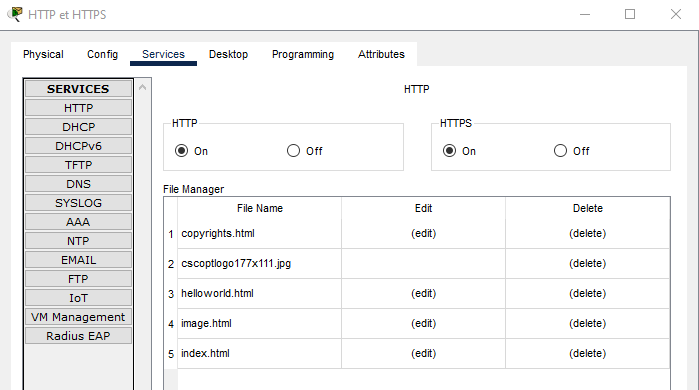 HTTP et HTTPS
Physical Config Services Desktop Programming Attributes
SERVICES
HTTP
DHCP
DHCPv6
TFTP
DNS
SYSLOG
AAA
NTP
EMAIL
FTP
IoT
VM Management
Radius EAP
HTTP
HTTP
On Off
HTTPS
On Off
File Manager
File Name Edit Delete
1 copyrights.html (edit) (delete)
2 cscoptlogo177x111.jpg (delete)
3 helloworld.html (edit) (delete)
4 image.html (edit) (delete)
5 index.html (edit) (delete)